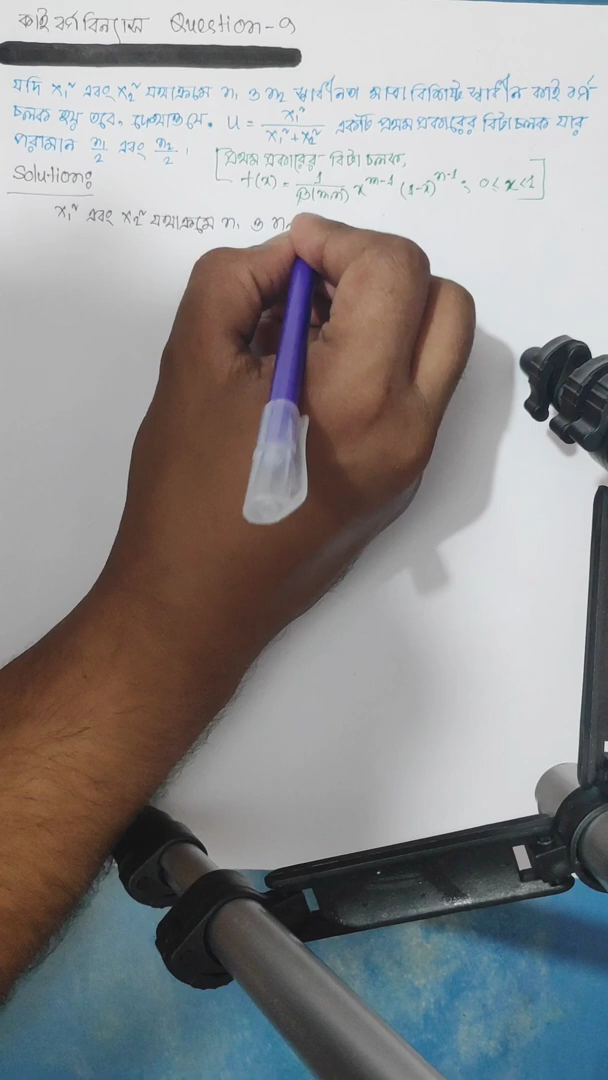 কাই বর্গ বিন্যাস Question-9
যদি x₁² এবং x₂² যথাক্রমে n₁ ও n₂ স্বাধীনতা মাত্রা বিশিষ্ট স্বাধীন কাই বর্গ
চলক হয় তবে, দেখাও যে, U = x₁² / (x₁²+x₂²) একটি প্রথম প্রকারের বিটা চলক যার
পরামান n₁/2 এবং n₂/2 ।
[প্রথম প্রকারের বিটা চলক,
f(x) = 1/β(m,n) x^(m-1) (1-x)^(n-1) ; 0<x<1]
Solution:
x₁² এবং x₂² যথাক্রমে n₁ ও n₂